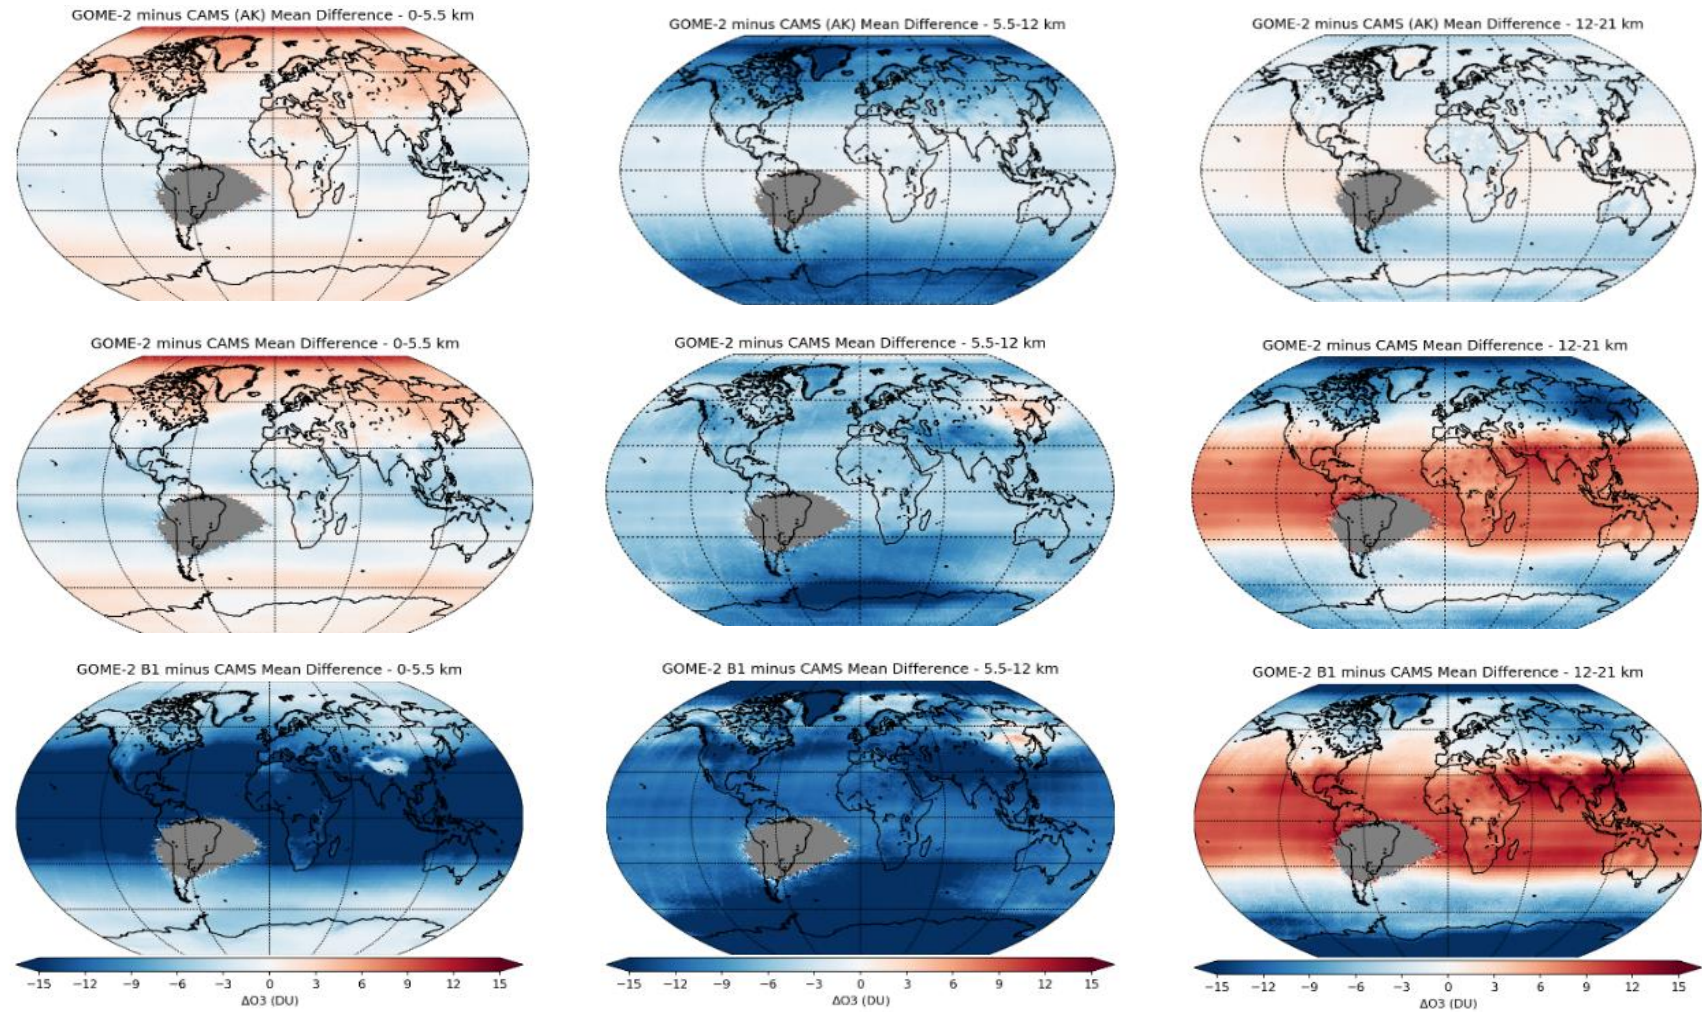 GOME-2 minus CAMS (AK) Mean Difference - 0-5.5 km
GOME-2 minus CAMS (AK) Mean Difference - 5.5-12 km
GOME-2 minus CAMS (AK) Mean Difference - 12-21 km
GOME-2 minus CAMS Mean Difference - 0-5.5 km
GOME-2 minus CAMS Mean Difference - 5.5-12 km
GOME-2 minus CAMS Mean Difference - 12-21 km
GOME-2 B1 minus CAMS Mean Difference - 0-5.5 km
GOME-2 B1 minus CAMS Mean Difference - 5.5-12 km
GOME-2 B1 minus CAMS Mean Difference - 12-21 km
−15 −12 −9 −6 −3 0 3 6 9 12 15
ΔO3 (DU)
−15 −12 −9 −6 −3 0 3 6 9 12 15
ΔO3 (DU)
−15 −12 −9 −6 −3 0 3 6 9 12 15
ΔO3 (DU)